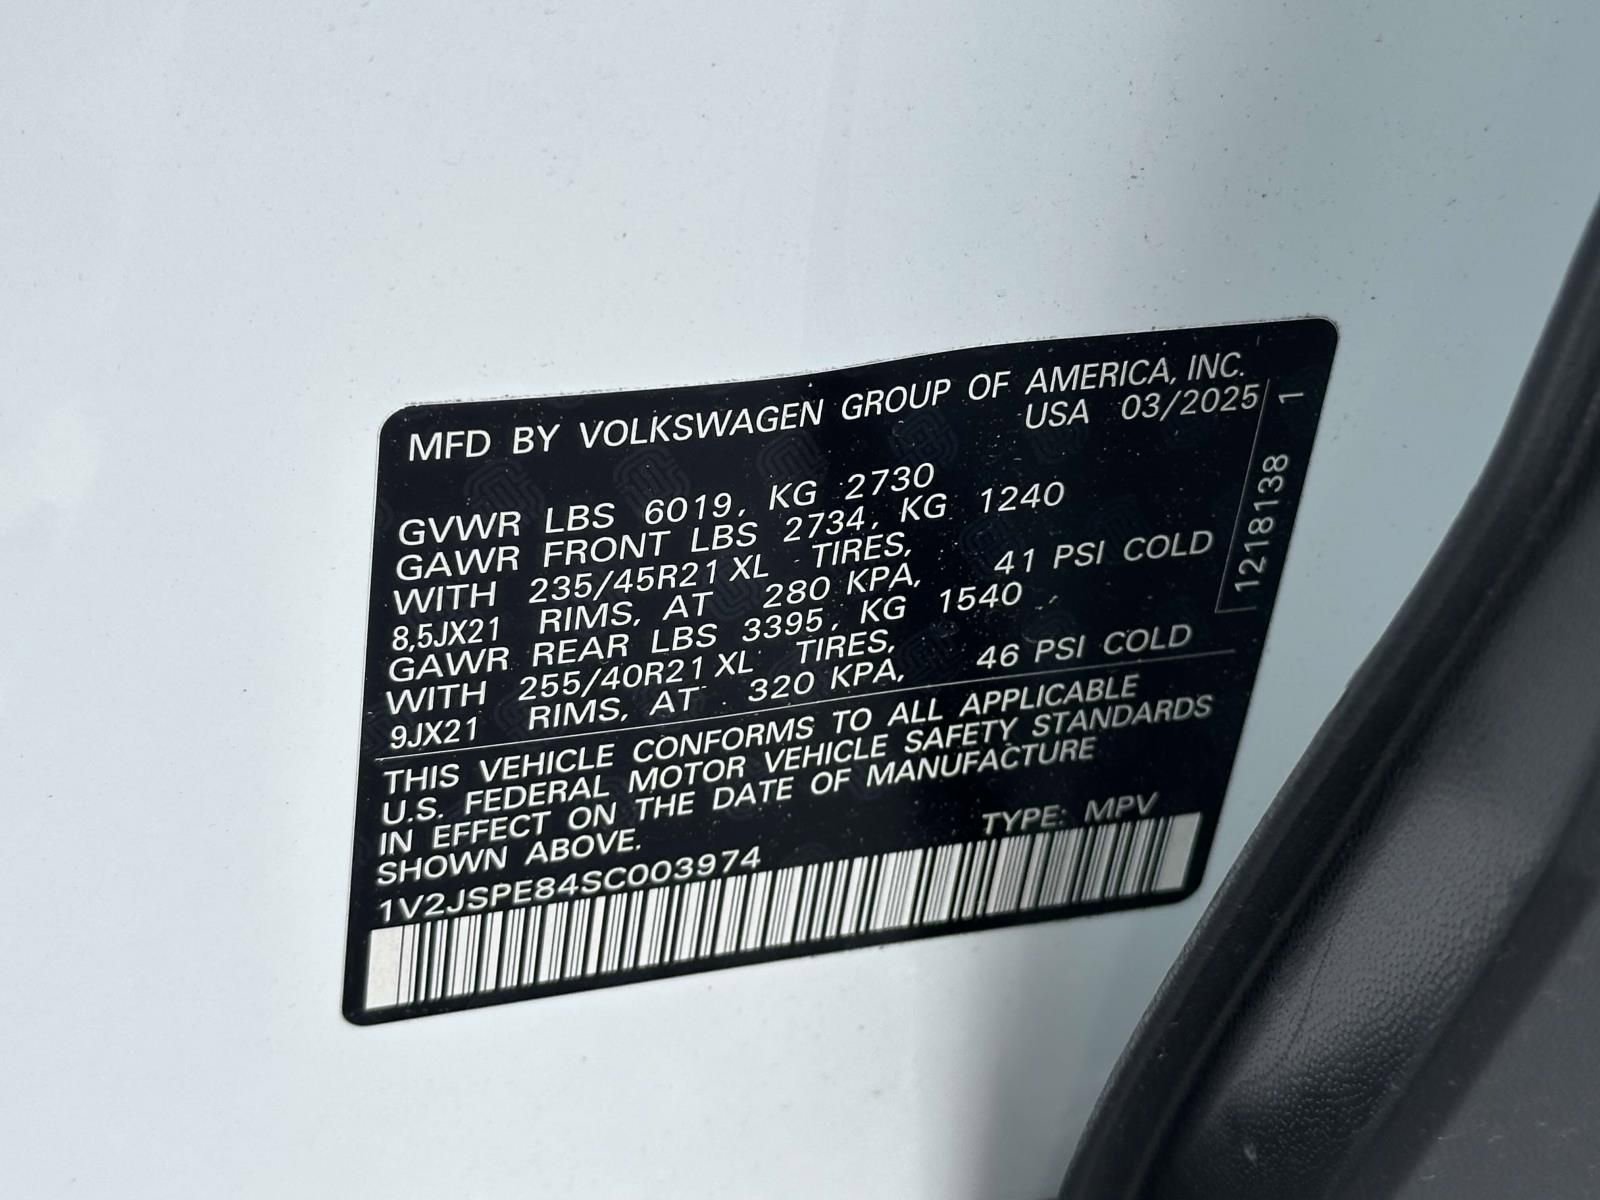 MFD BY VOLKSWAGEN GROUP OF AMERICA, INC.
USA 03/2025
GVWR LBS 6019, KG 2730
GAWR FRONT LBS 2734, KG 1240
WITH 235/45R21 XL TIRES,
8,5JX21 RIMS, AT 280 KPA, 41 PSI COLD
GAWR REAR LBS 3395, KG 1540
WITH 255/40R21 XL TIRES,
9JX21 RIMS, AT 320 KPA, 46 PSI COLD
THIS VEHICLE CONFORMS TO ALL APPLICABLE
U.S. FEDERAL MOTOR VEHICLE SAFETY STANDARDS
IN EFFECT ON THE DATE OF MANUFACTURE
SHOWN ABOVE.
TYPE: MPV
1V2JSPE84SC003974
1218138 1